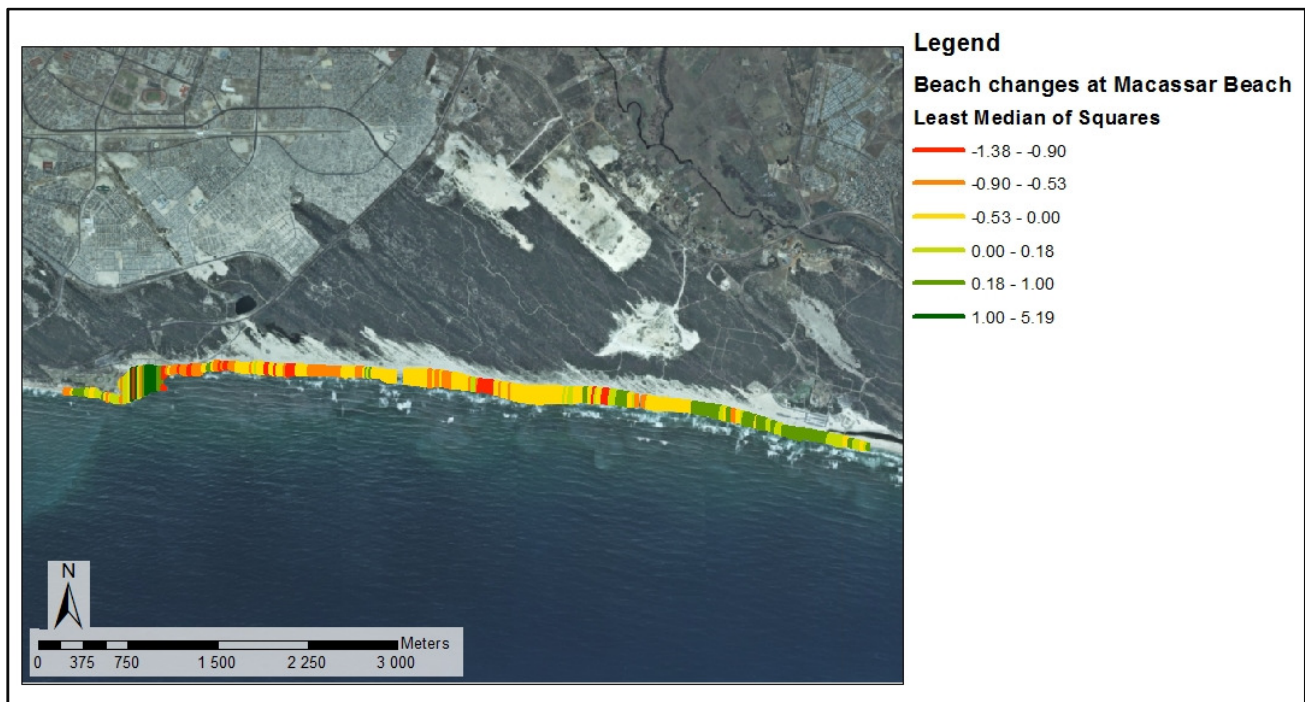 Legend
Beach changes at Macassar Beach
Least Median of Squares
-1.38 - -0.90
-0.90 - -0.53
-0.53 - 0.00
0.00 - 0.18
0.18 - 1.00
1.00 - 5.19
N
Meters
0 375 750 1 500 2 250 3 000